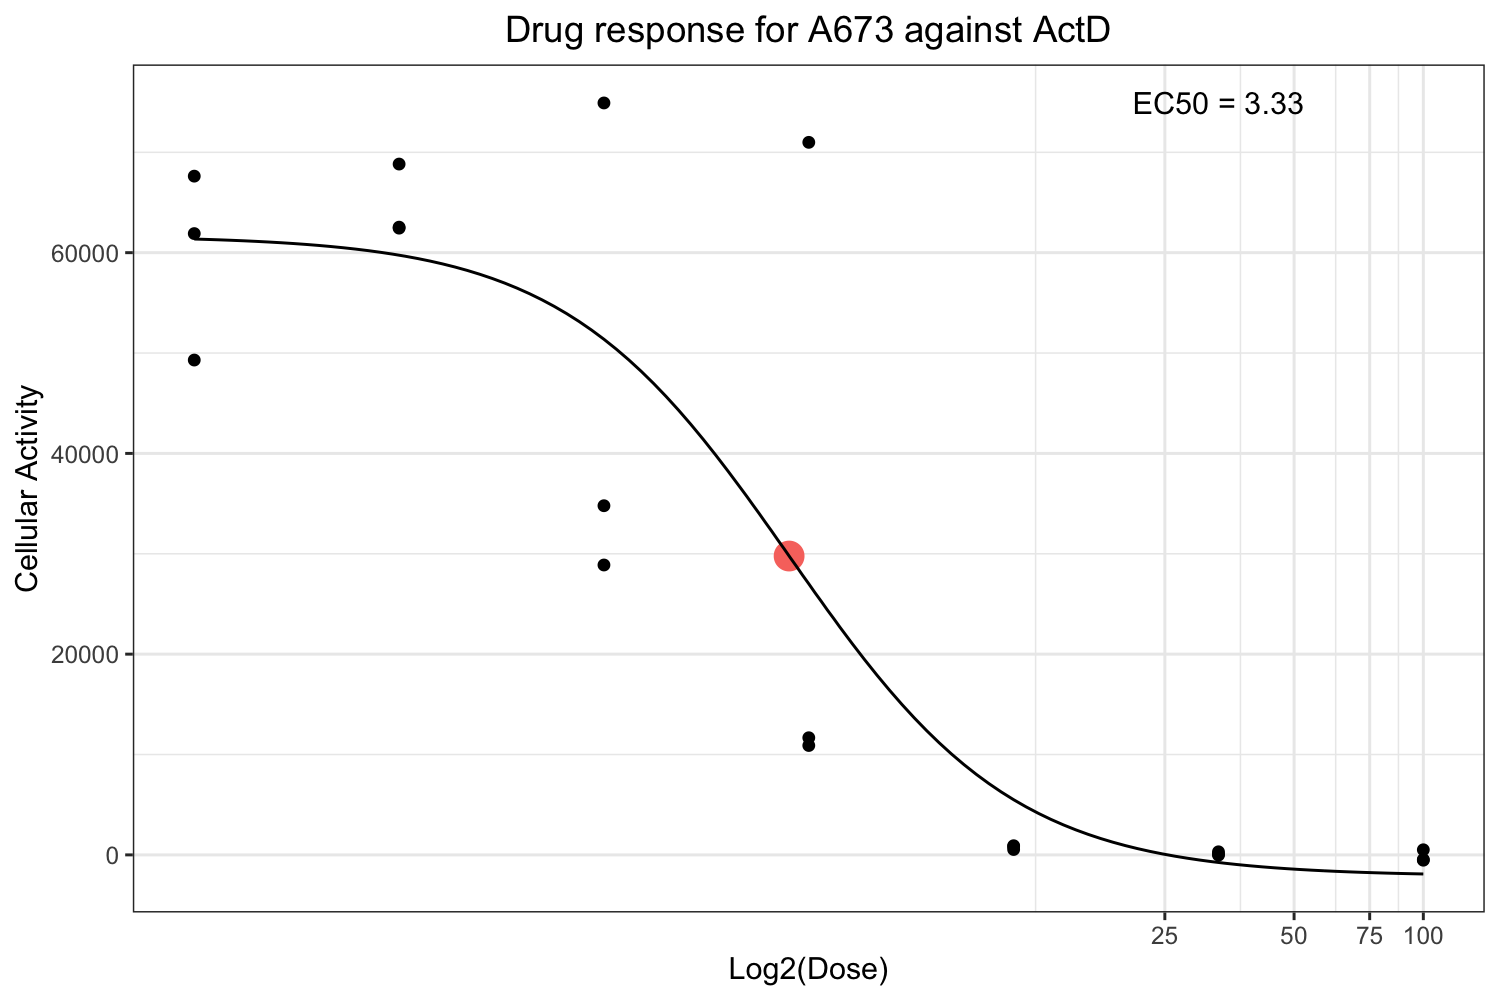 Drug response for A673 against ActD
EC50 = 3.33
60000
40000
20000
0
Cellular Activity
25 50 75 100
Log2(Dose)